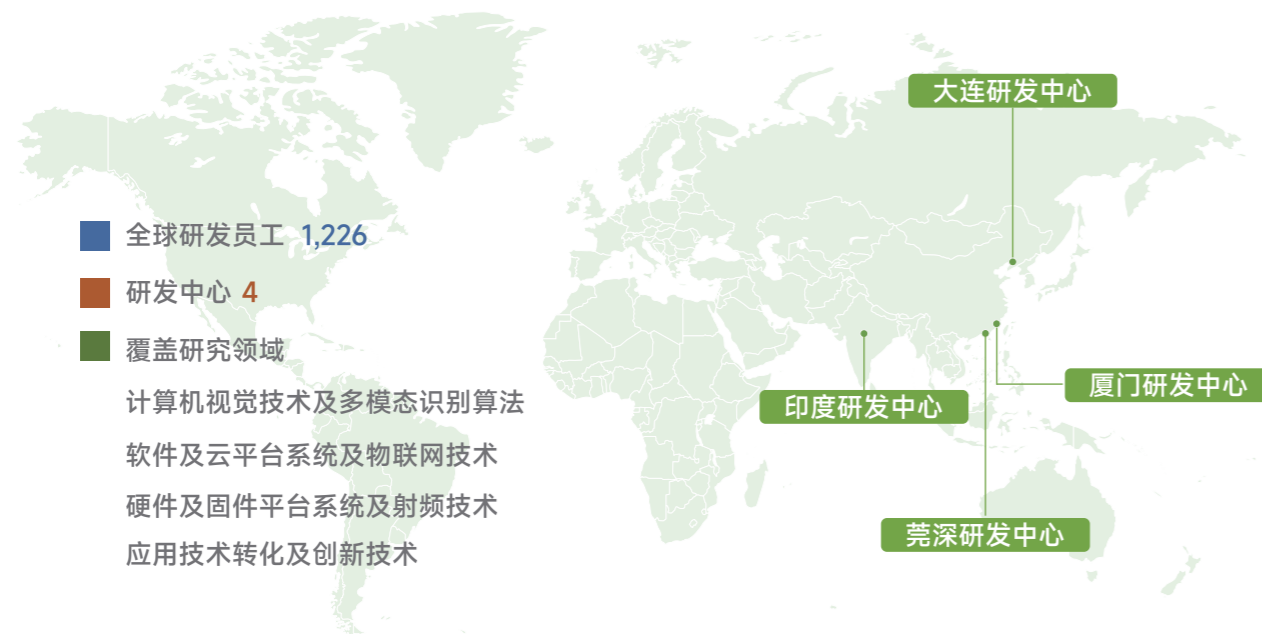 大连研发中心
全球研发员工 1,226
研发中心 4
覆盖研究领域
计算机视觉技术及多模态识别算法
软件及云平台系统及物联网技术
硬件及固件平台系统及射频技术
应用技术转化及创新技术
厦门研发中心
印度研发中心
莞深研发中心